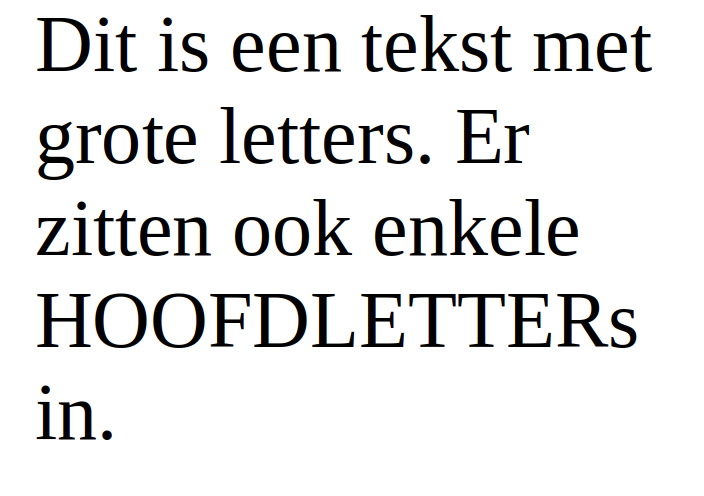 Dit is een tekst met
grote letters. Er
zitten ook enkele
HOOFDLETTERs
in.